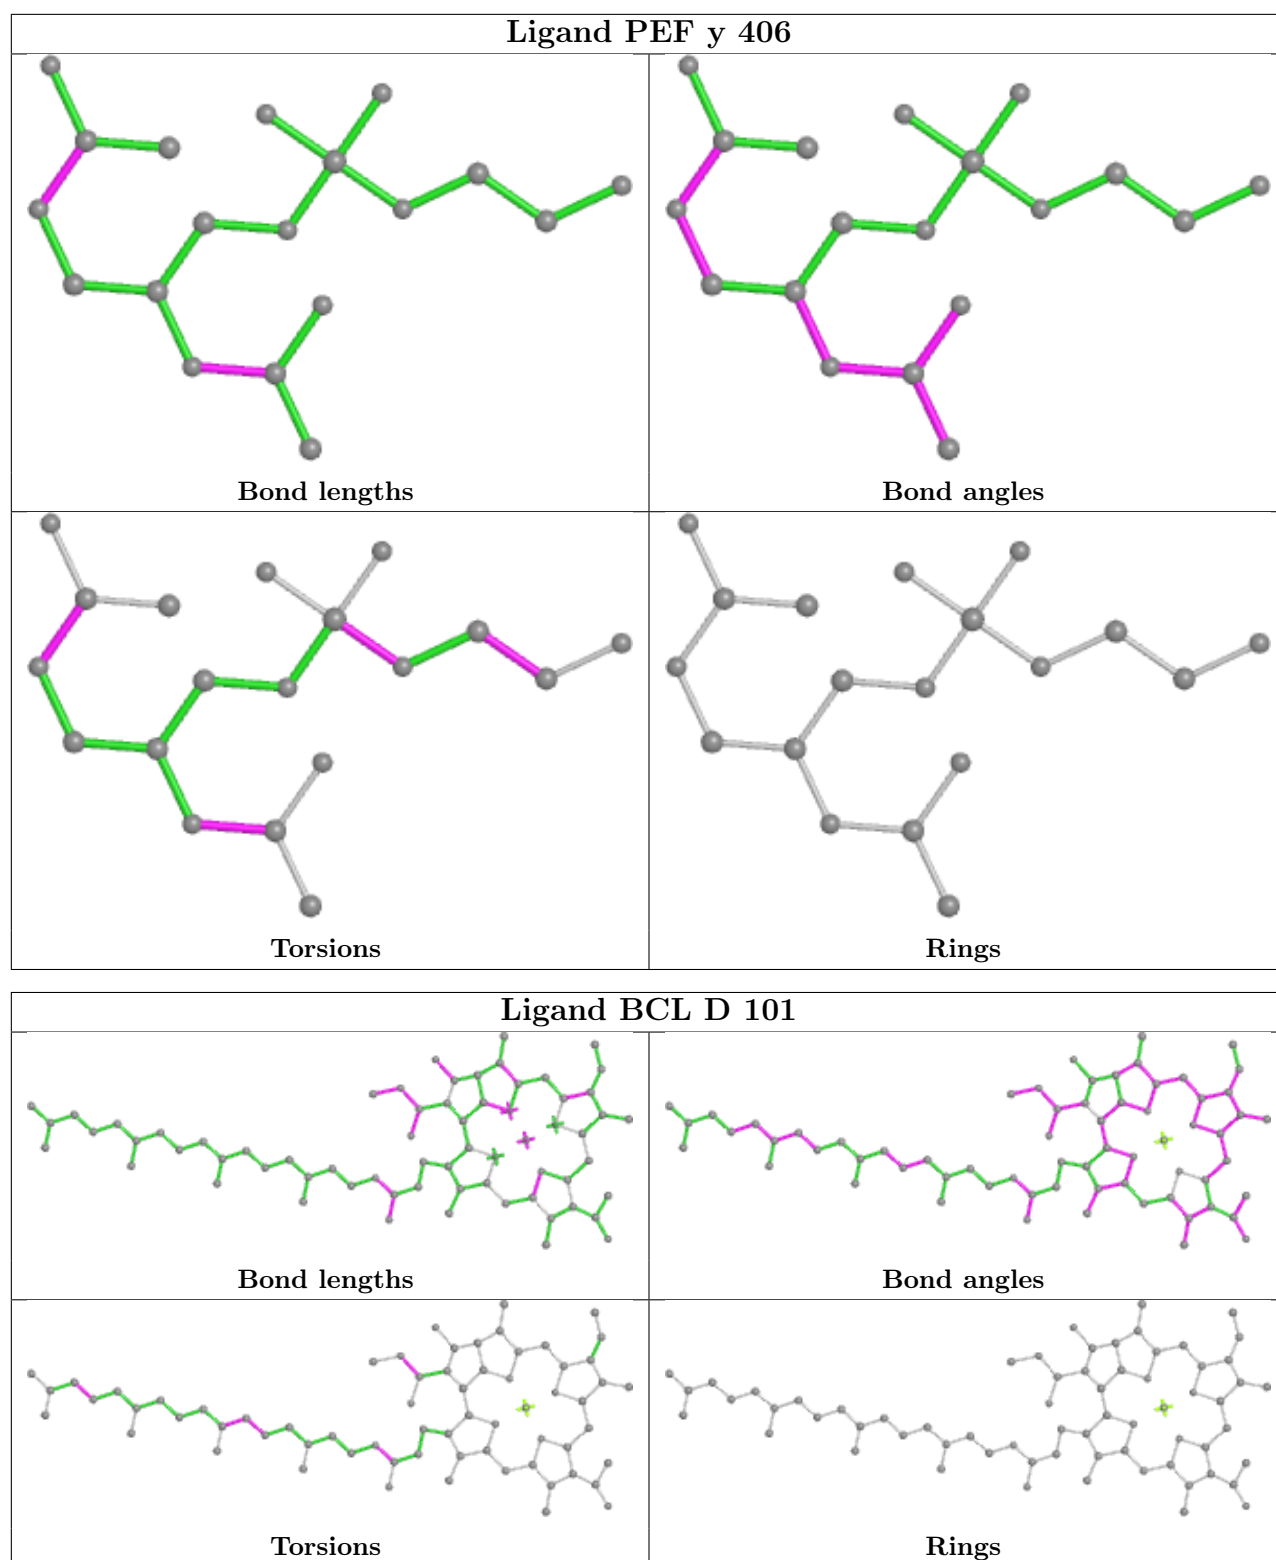 Ligand PEF y 406
Bond lengths
Bond angles
Torsions
Rings
Ligand BCL D 101
Bond lengths
Bond angles
Torsions
Rings